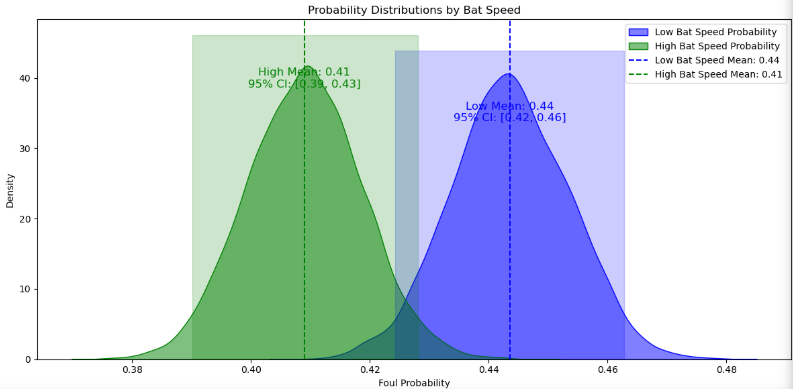 Probability Distributions by Bat Speed
Low Bat Speed Probability
High Bat Speed Probability
Low Bat Speed Mean: 0.44
High Bat Speed Mean: 0.41
High Mean: 0.41
95% CI: [0.39, 0.43]
Low Mean: 0.44
95% CI: [0.42, 0.46]
Density
40
30
20
10
0
0.38
0.40
0.42
0.44
0.46
0.48
Foul Probability